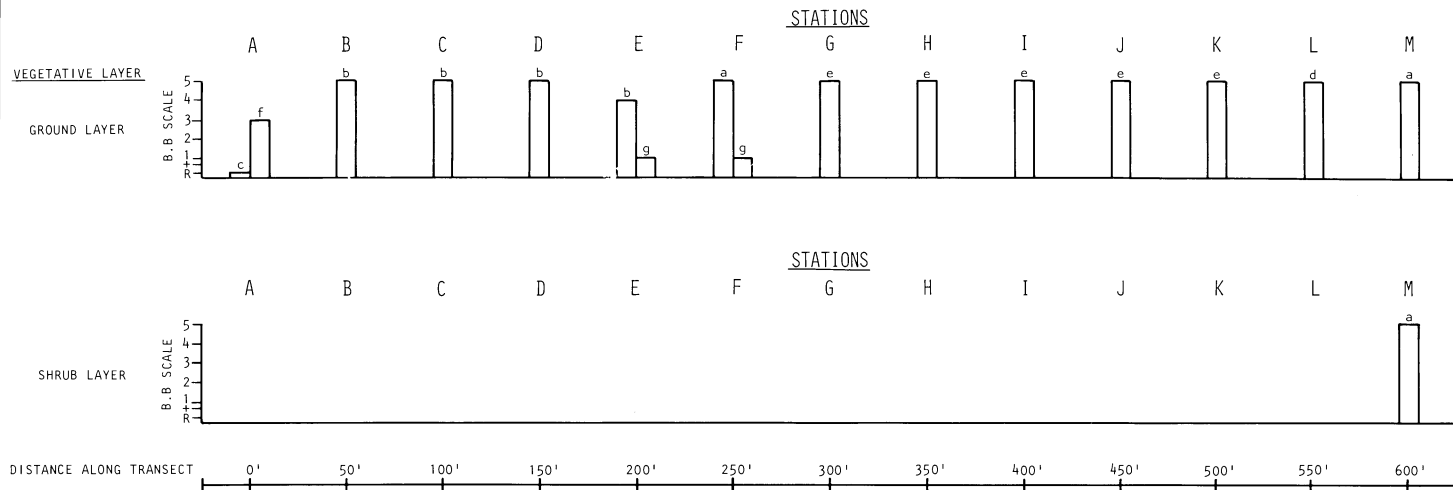 STATIONS
A B C D E F G H I J K L M
VEGETATIVE LAYER
b b b a e e e e e d a
5
4 b
GROUND LAYER
B.B SCALE
3 f
2
1 g g
+ c
R
STATIONS
A B C D E F G H I J K L M
a
5
4
SHRUB LAYER
B.B SCALE
3
2
1
+
R
DISTANCE ALONG TRANSECT 0' 50' 100' 150' 200' 250' 300' 350' 400' 450' 500' 550' 600'